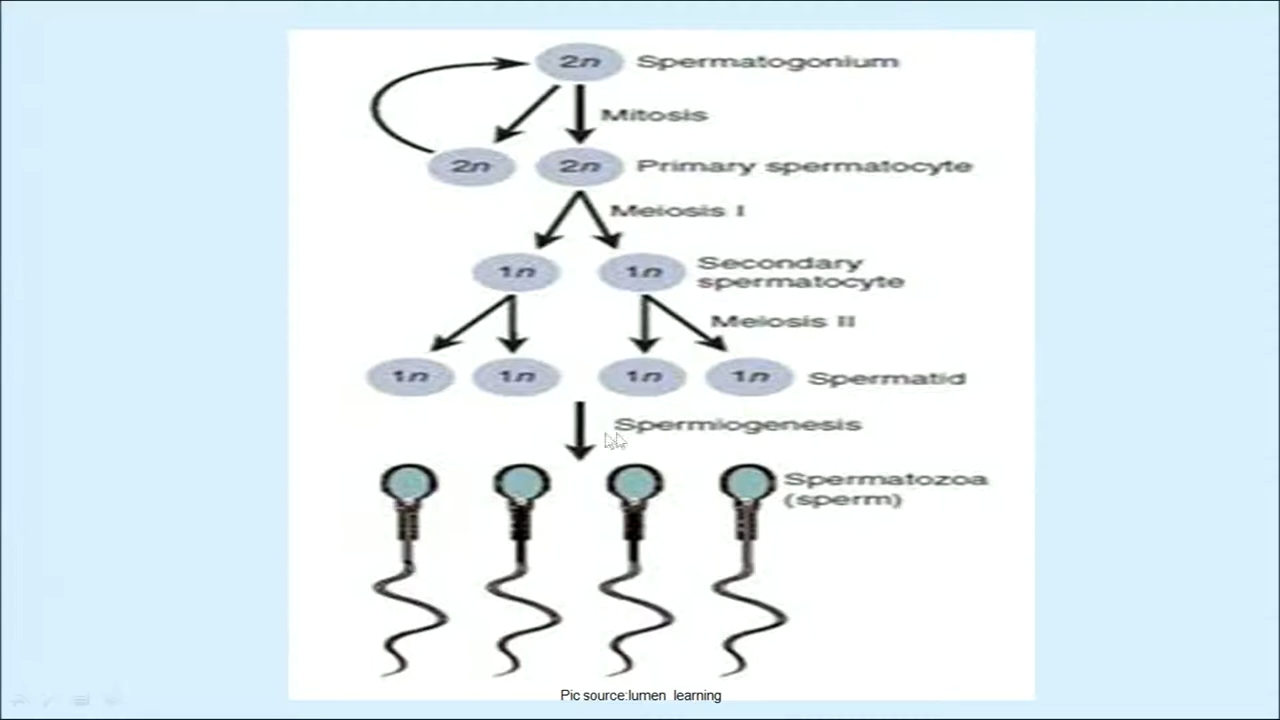 2n Spermatogonium
Mitosis
2n 2n Primary spermatocyte
Meiosis I
1n 1n Secondary
spermatocyte
Meiosis II
1n 1n 1n 1n Spermatid
Spermiogenesis
Spermatozoa
(sperm)
Pic source:lumen learning